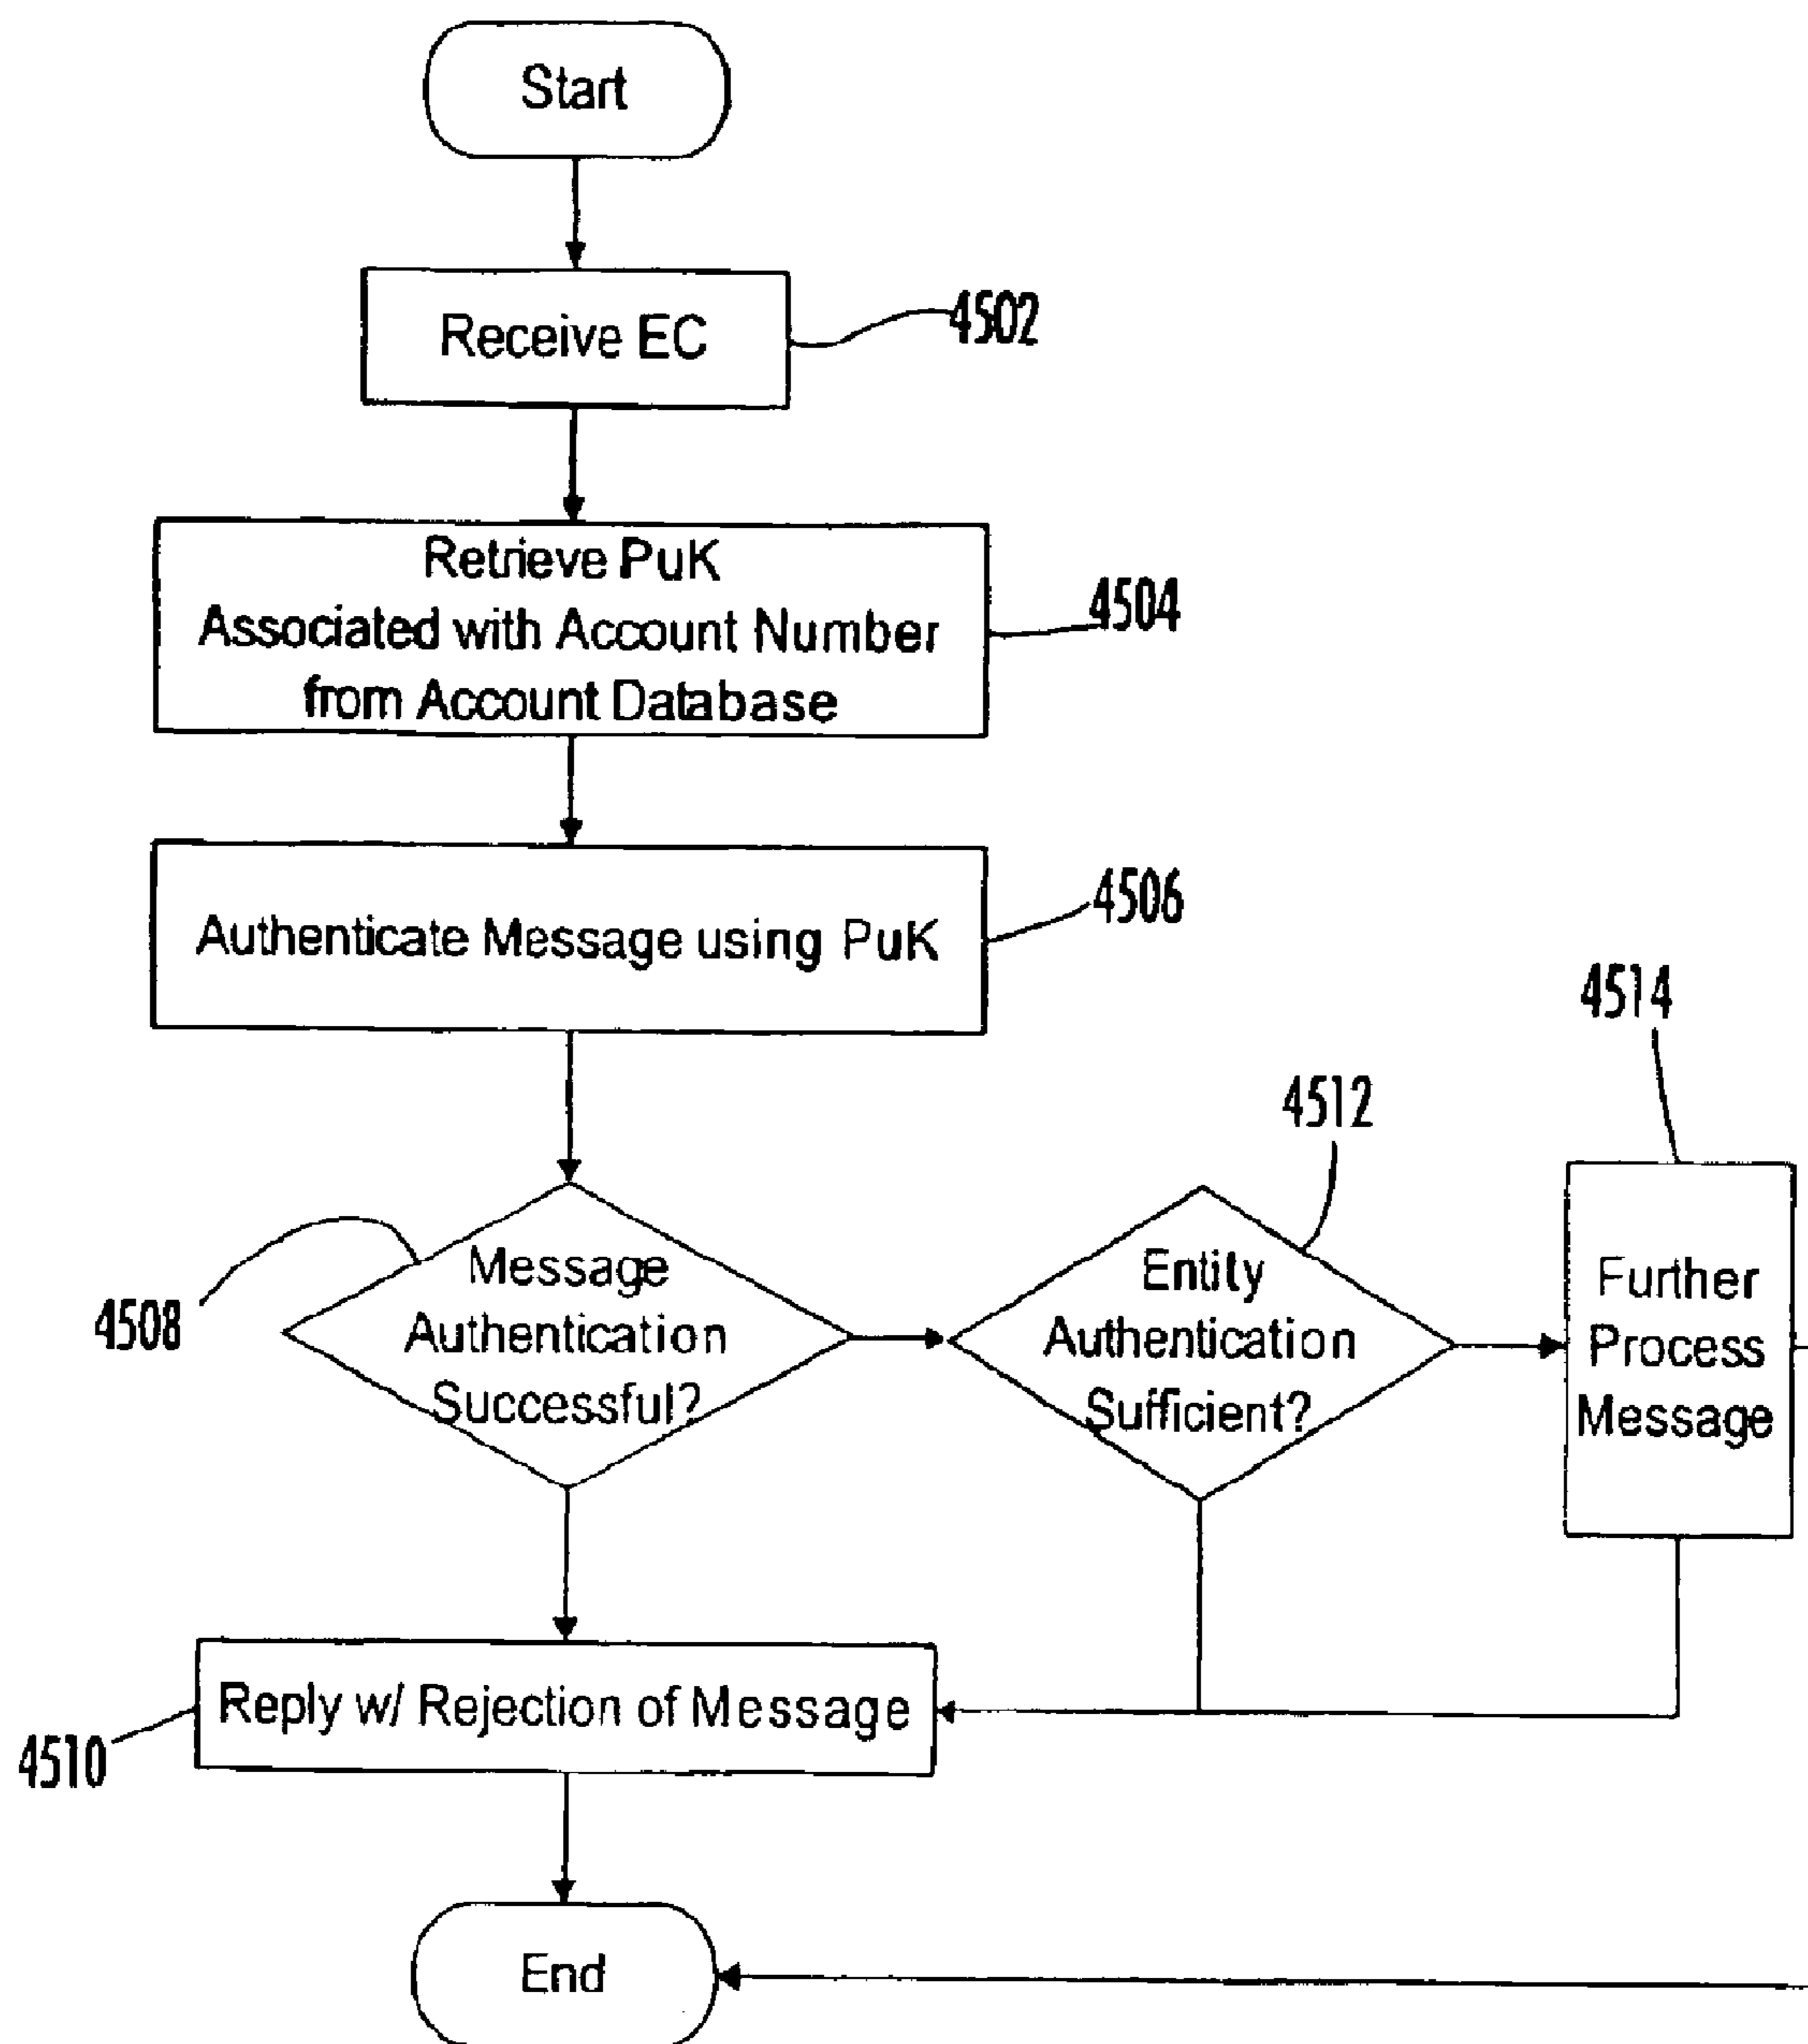 Start
Receive EC
4502
Retrieve PuK
Associated with Account Number
from Account Database
4504
Authenticate Message using PuK
4506
4514
4512
Message
Authentication
Successful?
4508
Entity
Authentication
Sufficient?
Further
Process
Message
Reply w/ Rejection of Message
4510
End